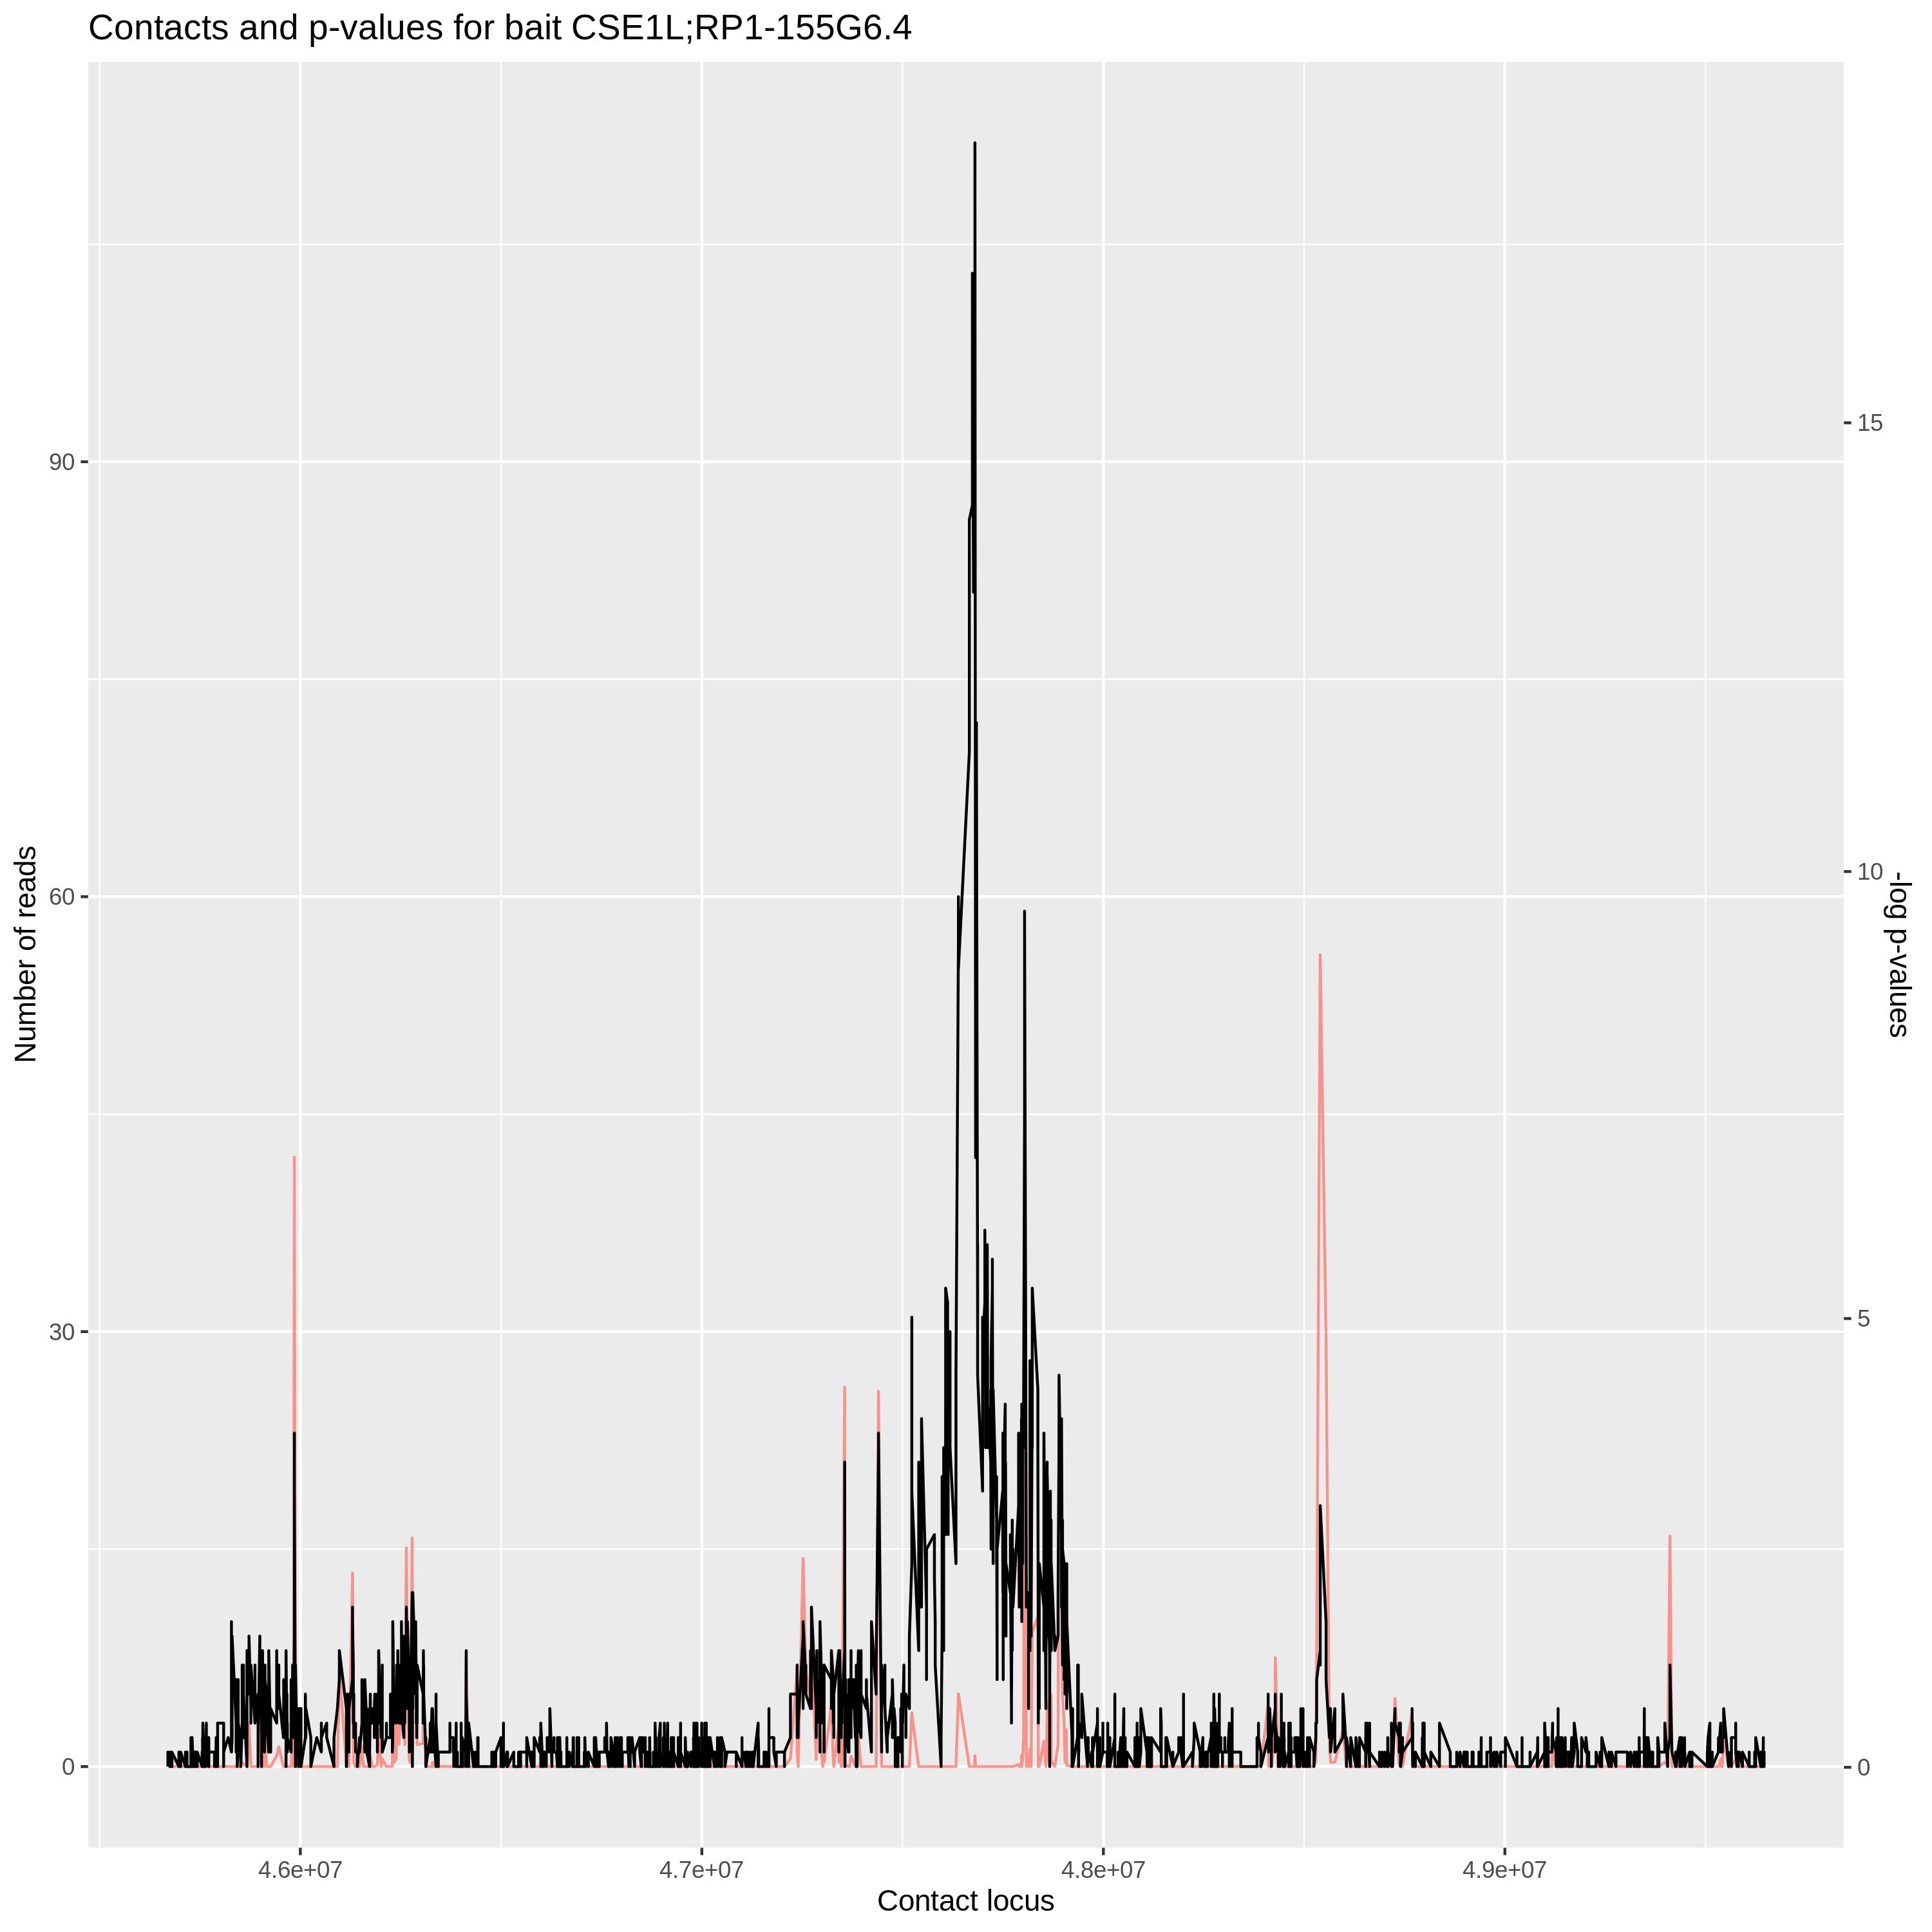 Contacts and p-values for bait CSE1L;RP1-155G6.4
Number of reads
90
60
30
0
15
10
5
0
-log p-values
4.6e+07
4.7e+07
4.8e+07
4.9e+07
Contact locus